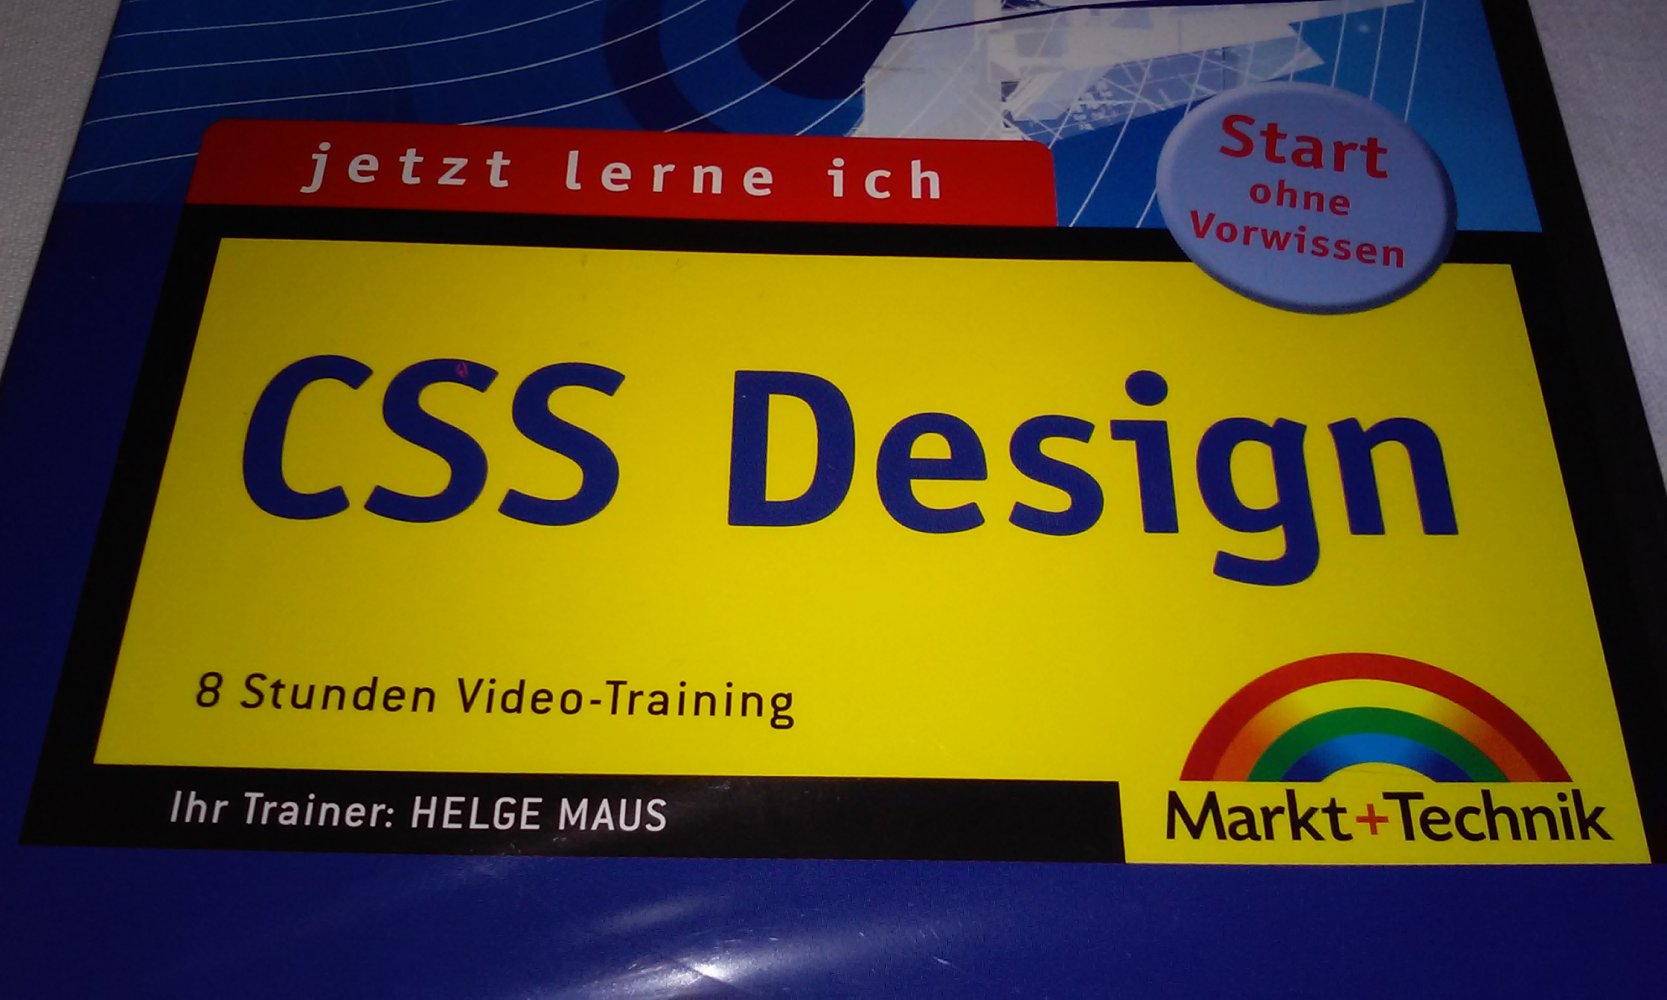 jetzt lerne ich
Start
ohne
Vorwissen
CSS Design
8 Stunden Video-Training
Ihr Trainer: HELGE MAUS
Markt+Technik